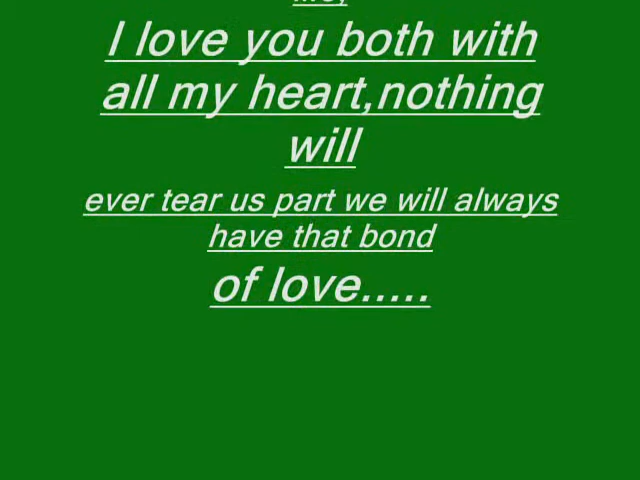 I love you both with
all my heart,nothing
will
ever tear us part we will always
have that bond
of love.....